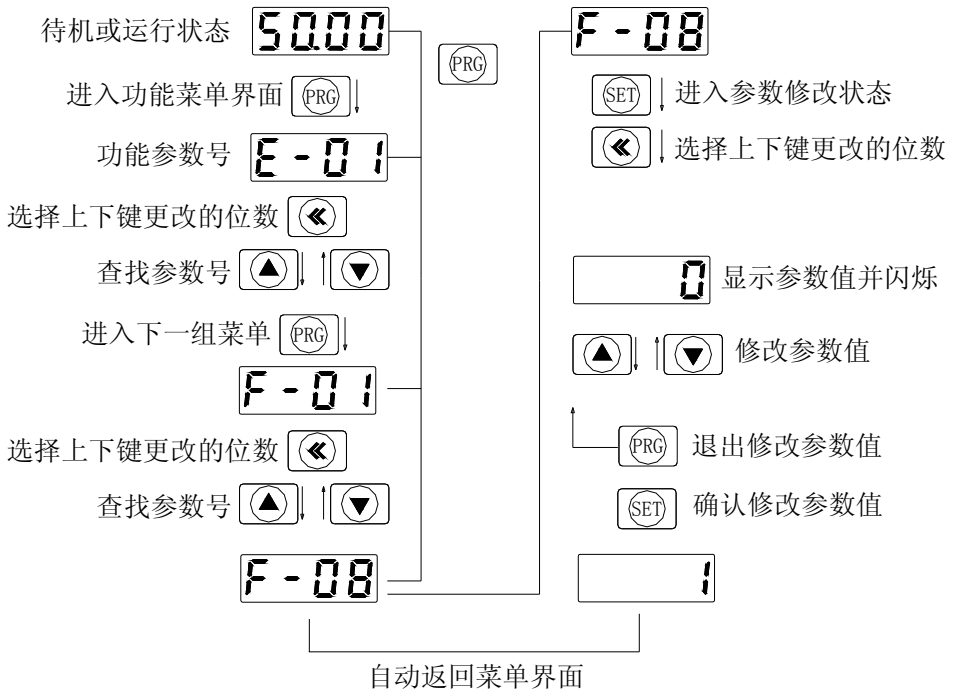 待机或运行状态 50.00
PRG
进入功能菜单界面 PRG
功能参数号 E-01
选择上下键更改的位数
查找参数号
进入下一组菜单 PRG
F-01
选择上下键更改的位数
查找参数号
F-08
F-08
SET 进入参数修改状态
选择上下键更改的位数
0 显示参数值并闪烁
修改参数值
PRG 退出修改参数值
SET 确认修改参数值
1
自动返回菜单界面